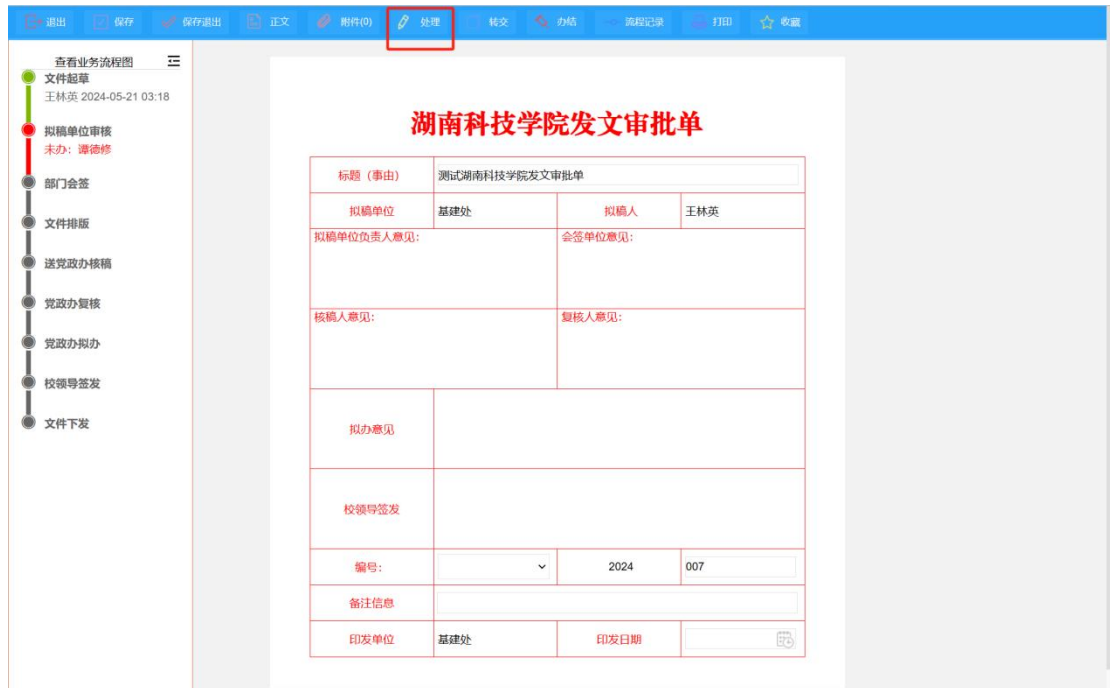 退出 保存 保存退出 正文 附件(0) 处理 转交 办结 流程记录 打印 收藏
查看业务流程图
文件起草
王林英 2024-05-21 03:18
拟稿单位审核
未办：谭德修
部门会签
文件排版
送党政办核稿
党政办复核
党政办拟办
校领导签发
文件下发
湖南科技学院发文审批单
标题（事由） 测试湖南科技学院发文审批单
拟稿单位 基建处 拟稿人 王林英
拟稿单位负责人意见： 会签单位意见：
核稿人意见： 复核人意见：
拟办意见
校领导签发
编号： 2024 007
备注信息
印发单位 基建处 印发日期